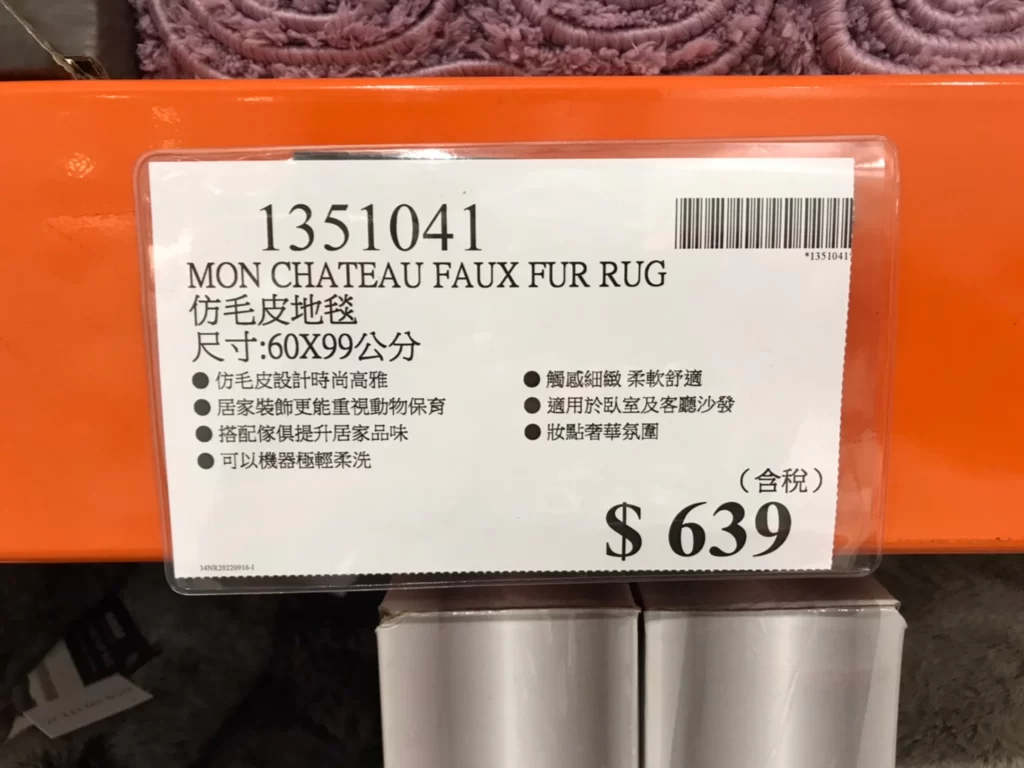 1351041
*1351041
MON CHATEAU FAUX FUR RUG
仿毛皮地毯
尺寸:60X99公分
●仿毛皮設計時尚高雅
●居家裝飾更能重視動物保育
●搭配傢俱提升居家品味
●可以機器極輕柔洗
●觸感細緻 柔軟舒適
●適用於臥室及客廳沙發
●妝點奢華氛圍
(含稅)
$ 639
34NR20220916-1